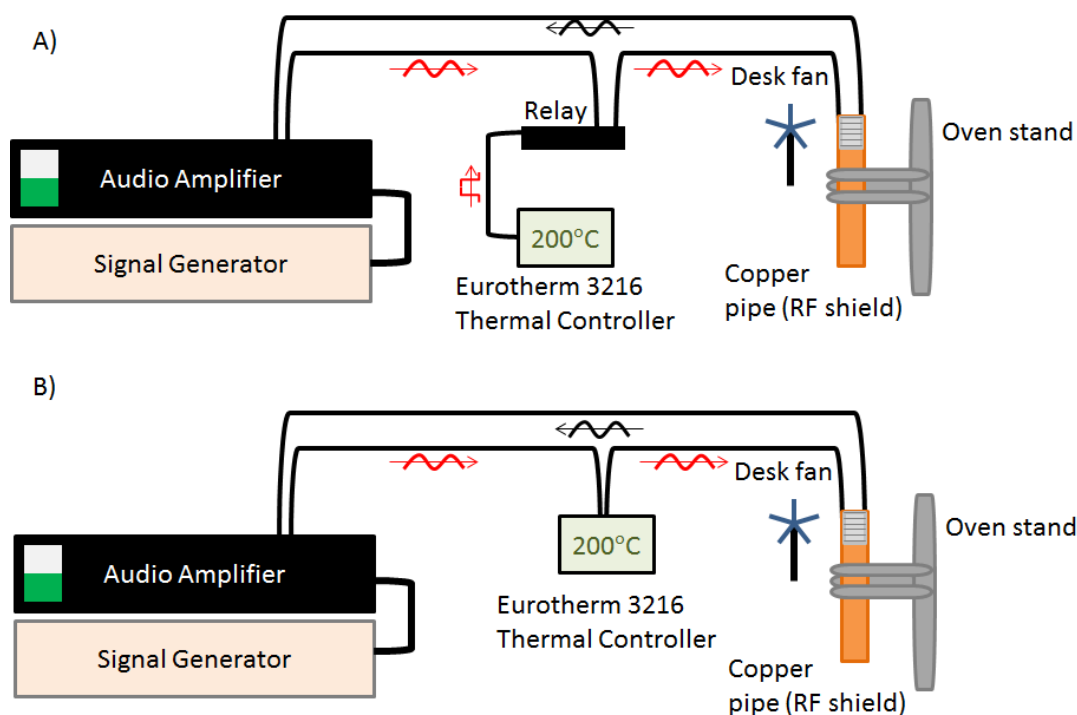 A)
Desk fan
Relay
Oven stand
Audio Amplifier
200°C
Signal Generator
Eurotherm 3216
Thermal Controller
Copper
pipe (RF shield)
B)
Desk fan
Oven stand
200°C
Audio Amplifier
Eurotherm 3216
Thermal Controller
Signal Generator
Copper
pipe (RF shield)